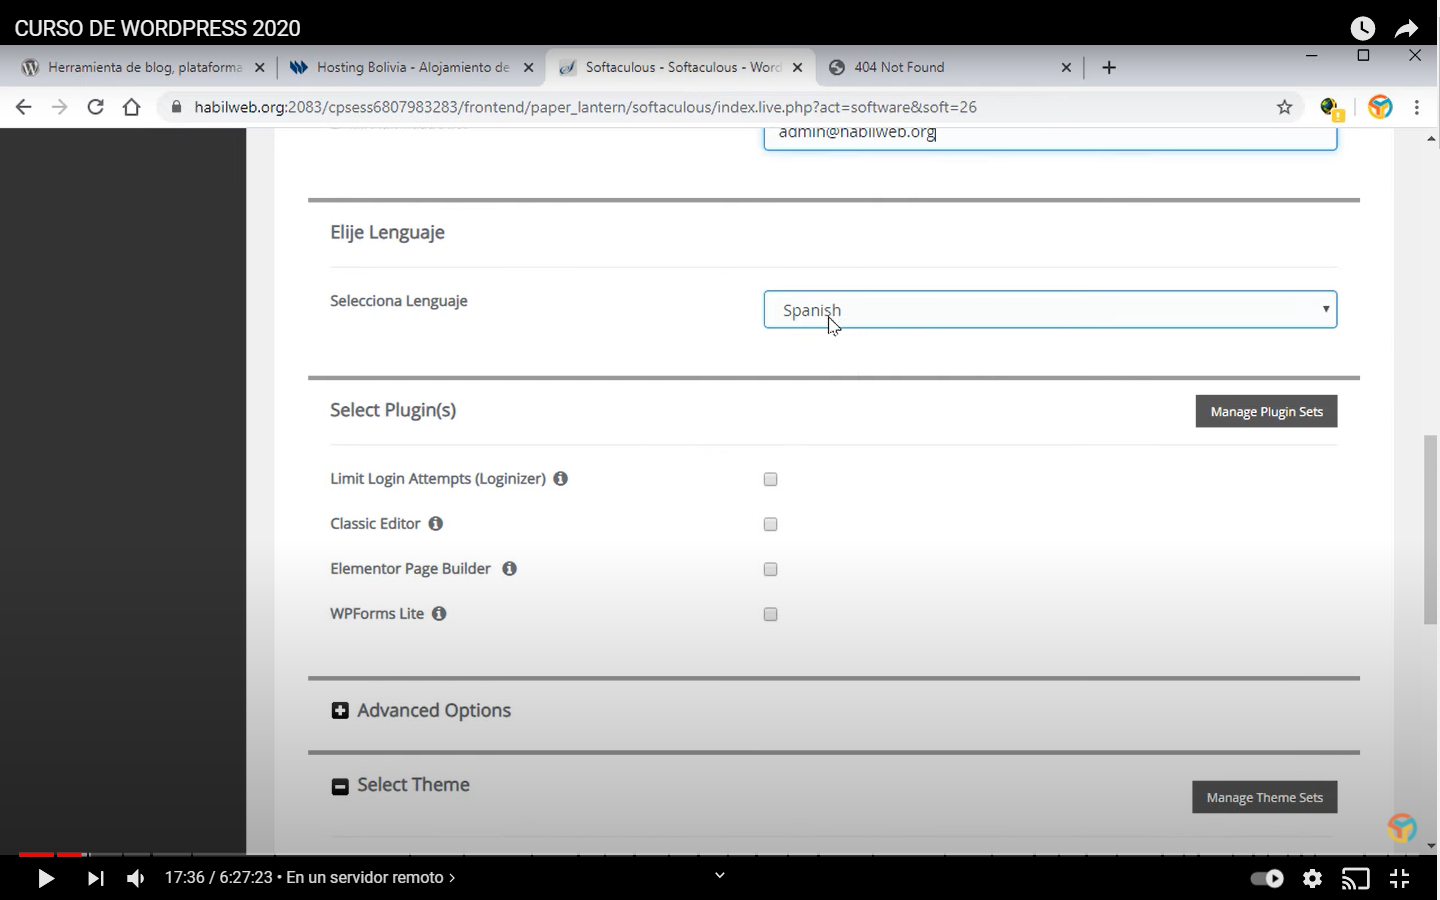 CURSO DE WORDPRESS 2020
Herramienta de blog, plataforma
Hosting Bolivia - Alojamiento de
Softaculous - Softaculous - Word
404 Not Found
habilweb.org:2083/cpsess6807983283/frontend/paper_lantern/softaculous/index.live.php?act=software&soft=26
admin@habilweb.org
Elije Lenguaje
Selecciona Lenguaje
Spanish
Select Plugin(s)
Manage Plugin Sets
Limit Login Attempts (Loginizer)
Classic Editor
Elementor Page Builder
WPForms Lite
Advanced Options
Select Theme
Manage Theme Sets
17:36 / 6:27:23 • En un servidor remoto >